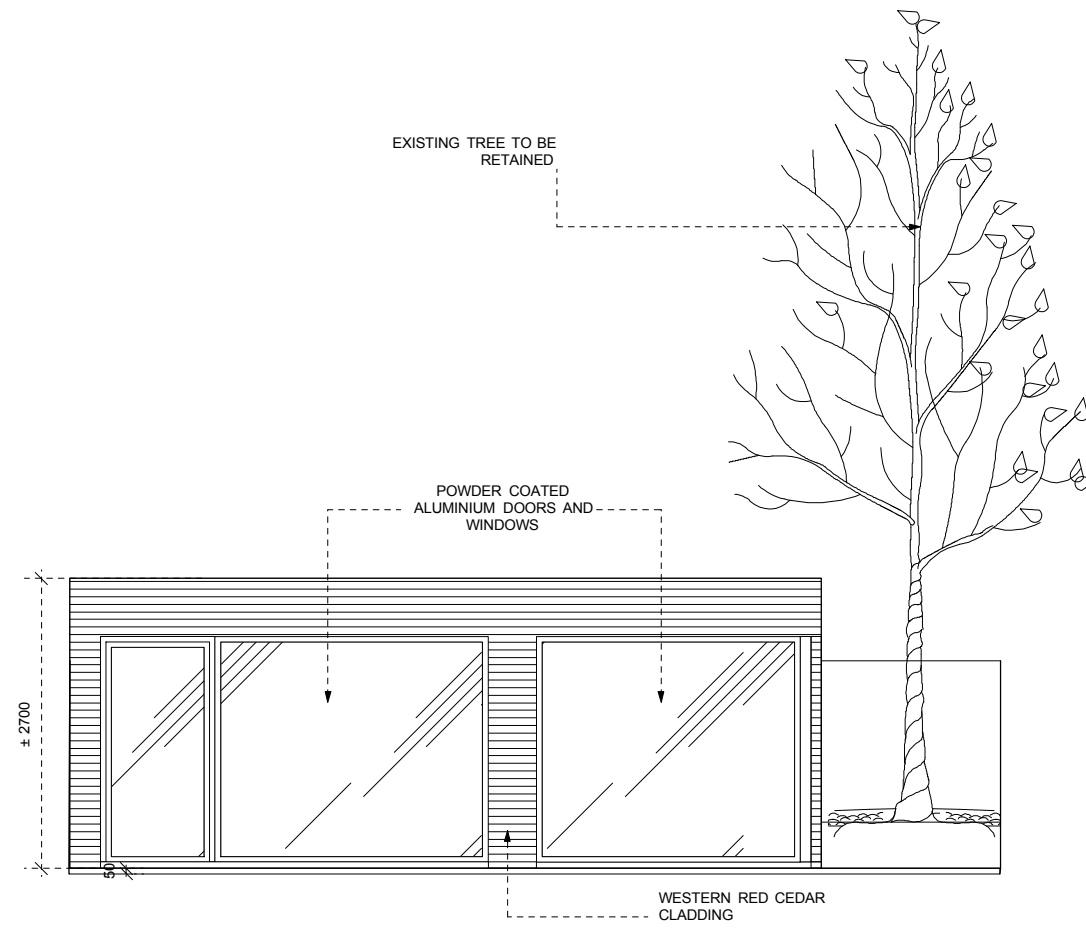 EXISTING TREE TO BE
RETAINED
POWDER COATED
ALUMINIUM DOORS AND
WINDOWS
± 2700
50
WESTERN RED CEDAR
CLADDING